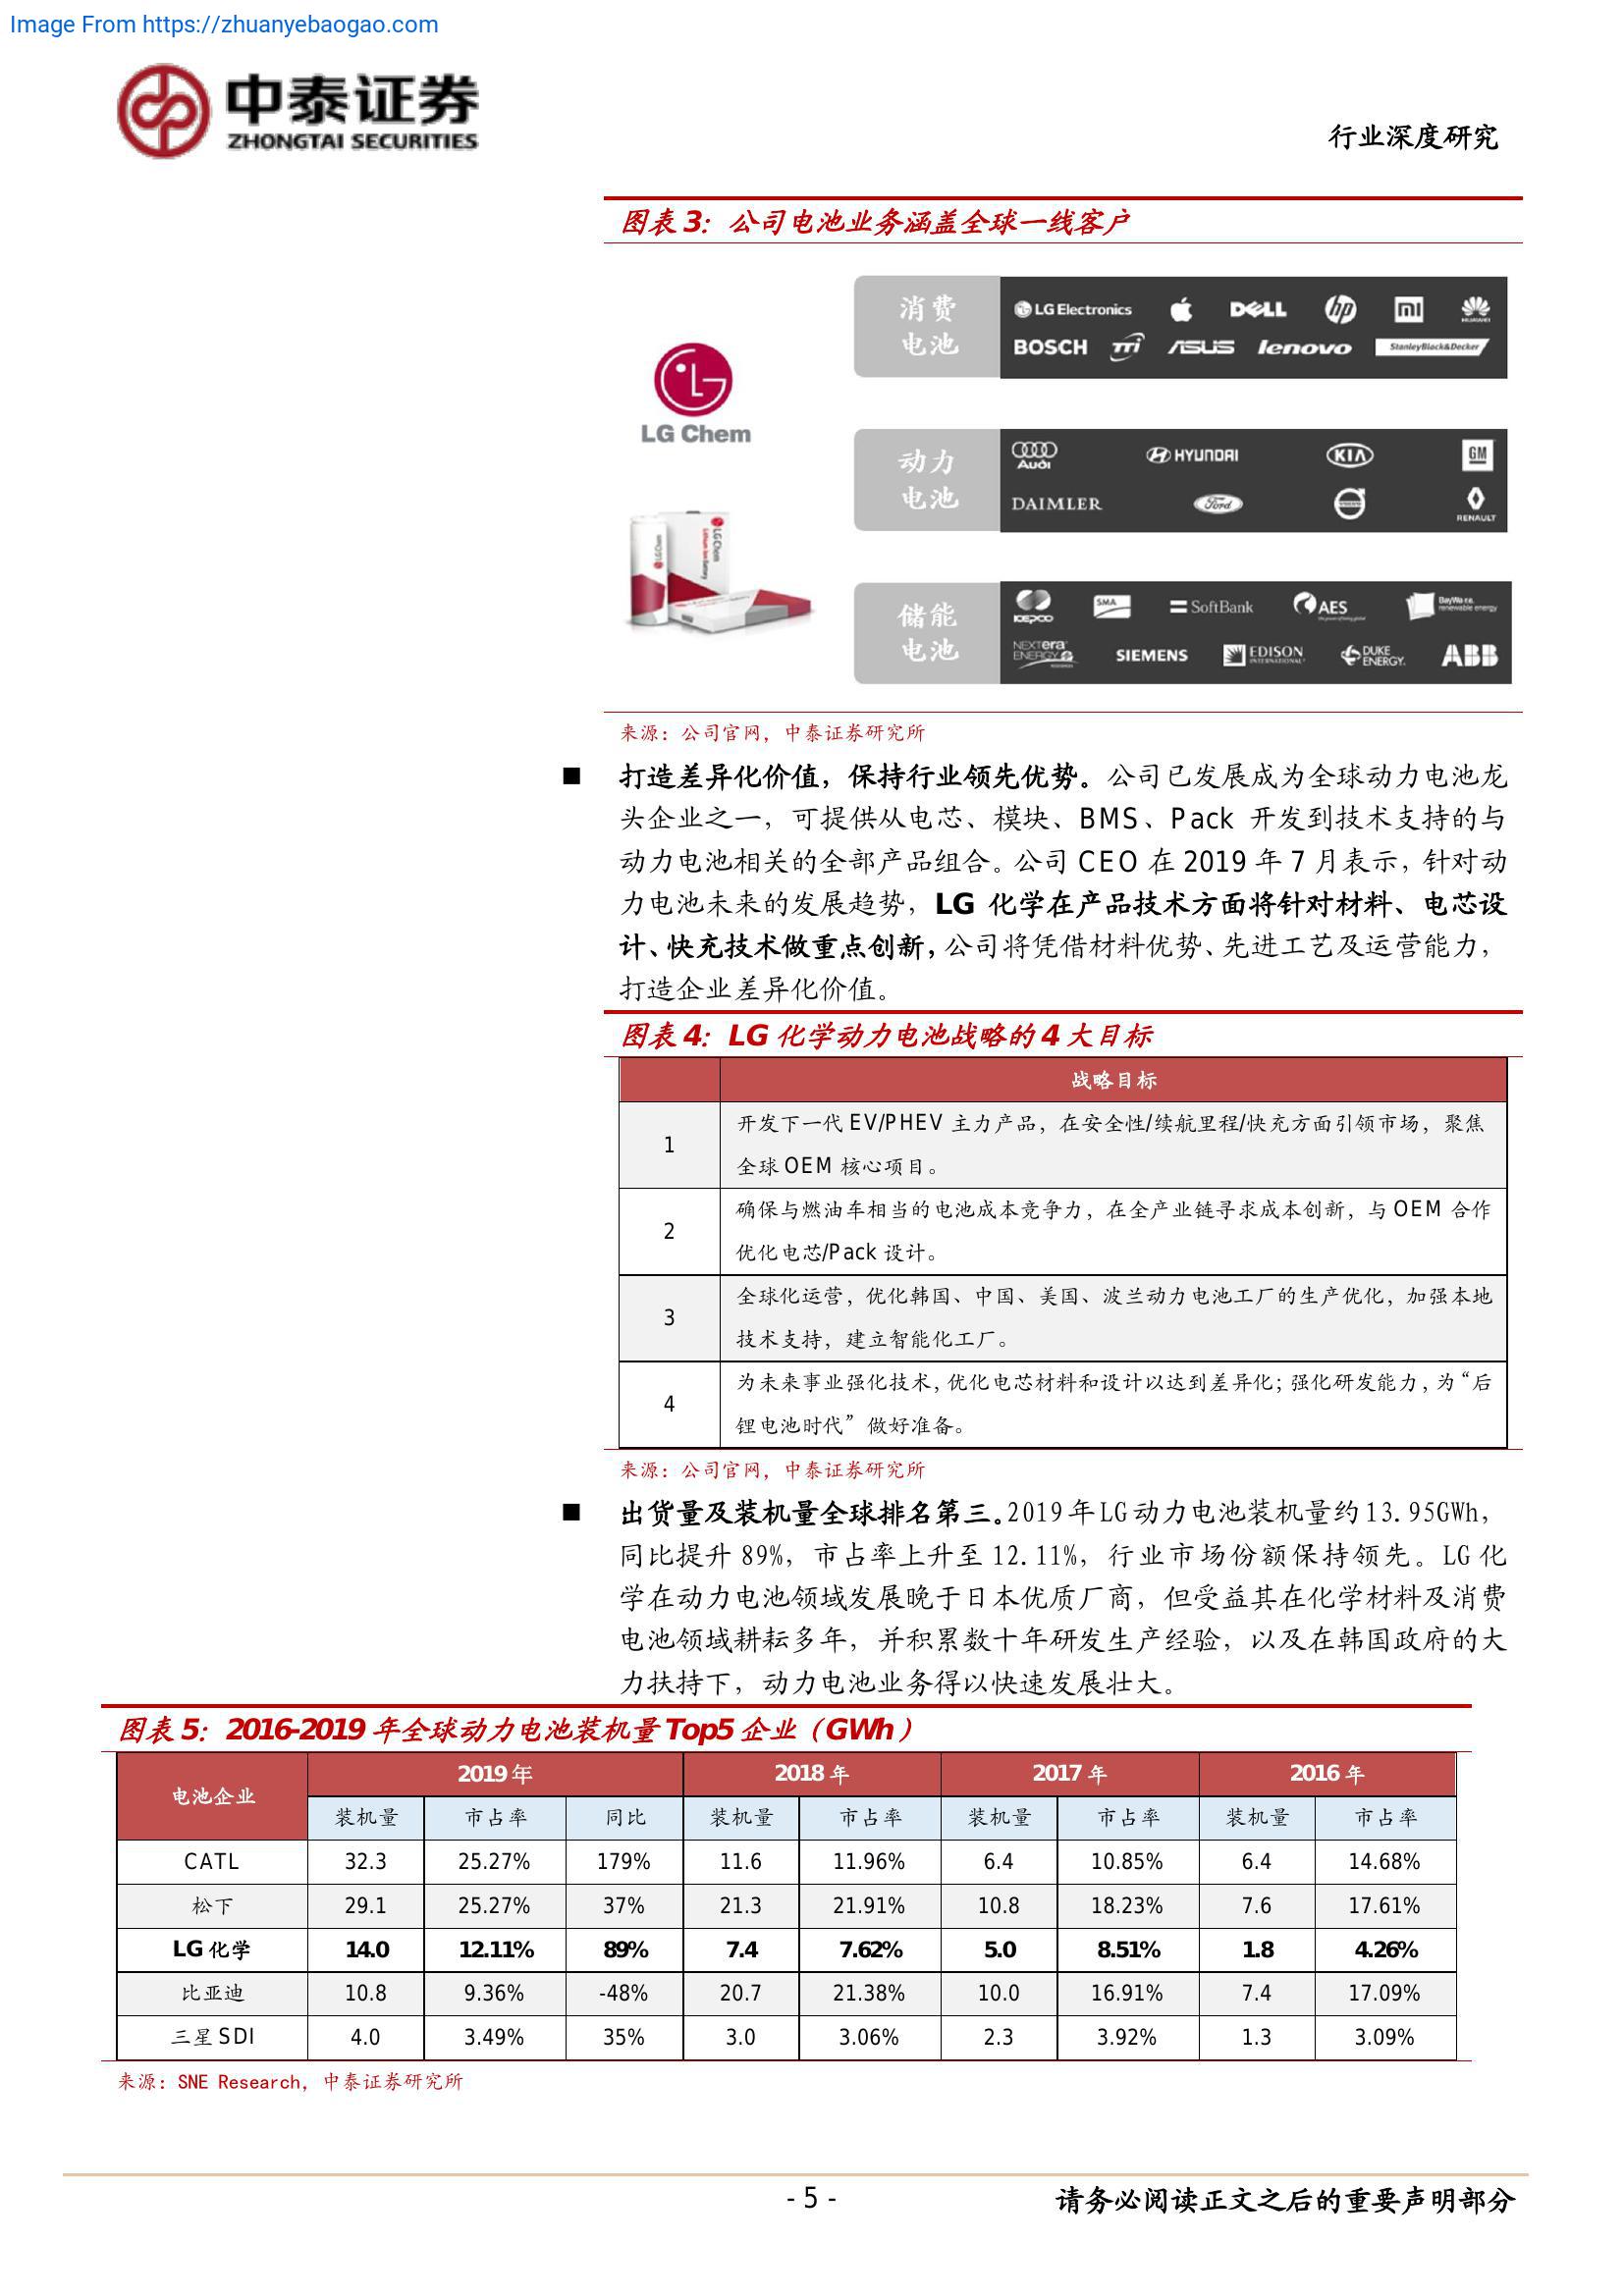 Image From https://zhuanyebaogao.com
中泰证券
ZHONGTAI SECURITIES
行业深度研究
图表 3：公司电池业务涵盖全球一线客户
消费
电池
LG Electronics DELL hp mi HUAWEI
BOSCH TTi ASUS lenovo StanleyBlack&Decker
LG Chem
动力
电池
Audi HYUNDAI KIA GM
DAIMLER Ford VOLVO RENAULT
LG Chem
LG Chem
储能
电池
KEPCO SMA SoftBank AES BayWa r.e. renewable energy
NEXTera ENERGY SIEMENS EDISON INTERNATIONAL DUKE ENERGY ABB
来源：公司官网，中泰证券研究所
■ 打造差异化价值，保持行业领先优势。公司已发展成为全球动力电池龙
头企业之一，可提供从电芯、模块、BMS、Pack 开发到技术支持的与
动力电池相关的全部产品组合。公司 CEO 在 2019 年 7 月表示，针对动
力电池未来的发展趋势，LG 化学在产品技术方面将针对材料、电芯设
计、快充技术做重点创新，公司将凭借材料优势、先进工艺及运营能力，
打造企业差异化价值。
图表 4：LG 化学动力电池战略的 4 大目标
战略目标
1 开发下一代 EV/PHEV 主力产品，在安全性/续航里程/快充方面引领市场，聚焦
全球 OEM 核心项目。
2 确保与燃油车相当的电池成本竞争力，在全产业链寻求成本创新，与 OEM 合作
优化电芯/Pack 设计。
3 全球化运营，优化韩国、中国、美国、波兰动力电池工厂的生产优化，加强本地
技术支持，建立智能化工厂。
4 为未来事业强化技术，优化电芯材料和设计以达到差异化；强化研发能力，为“后
锂电池时代”做好准备。
来源：公司官网，中泰证券研究所
■ 出货量及装机量全球排名第三。2019 年 LG 动力电池装机量约 13.95GWh，
同比提升 89%，市占率上升至 12.11%，行业市场份额保持领先。LG 化
学在动力电池领域发展晚于日本优质厂商，但受益其在化学材料及消费
电池领域耕耘多年，并积累数十年研发生产经验，以及在韩国政府的大
力扶持下，动力电池业务得以快速发展壮大。
图表 5：2016-2019 年全球动力电池装机量 Top5 企业（GWh）
电池企业 2019 年 2018 年 2017 年 2016 年
装机量 市占率 同比 装机量 市占率 装机量 市占率 装机量 市占率
CATL 32.3 25.27% 179% 11.6 11.96% 6.4 10.85% 6.4 14.68%
松下 29.1 25.27% 37% 21.3 21.91% 10.8 18.23% 7.6 17.61%
LG 化学 14.0 12.11% 89% 7.4 7.62% 5.0 8.51% 1.8 4.26%
比亚迪 10.8 9.36% -48% 20.7 21.38% 10.0 16.91% 7.4 17.09%
三星 SDI 4.0 3.49% 35% 3.0 3.06% 2.3 3.92% 1.3 3.09%
来源：SNE Research，中泰证券研究所
- 5 -
请务必阅读正文之后的重要声明部分